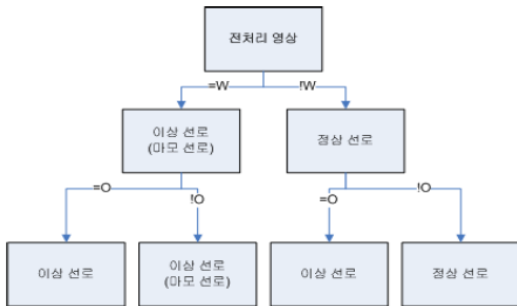 전처리 영상
=W
!W
이상 선로
(마모 선로)
정상 선로
=O
!O
=O
!O
이상 선로
이상 선로
(마모 선로)
이상 선로
정상 선로